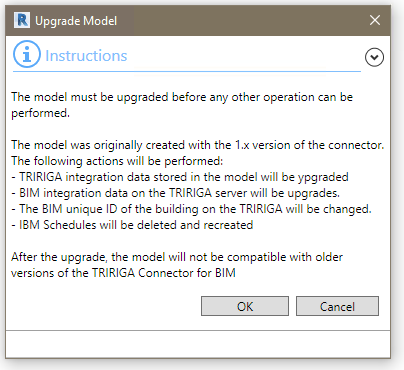 Upgrade Model
Instructions
The model must be upgraded before any other operation can be
performed.
The model was originally created with the 1.x version of the connector.
The following actions will be performed:
- TRIRIGA integration data stored in the model will be ypgraded
- BIM integration data on the TRIRIGA server will be upgrades.
- The BIM unique ID of the building on the TRIRIGA will be changed.
- IBM Schedules will be deleted and recreated
After the upgrade, the model will not be compatible with older
versions of the TRIRIGA Connector for BIM
OK Cancel